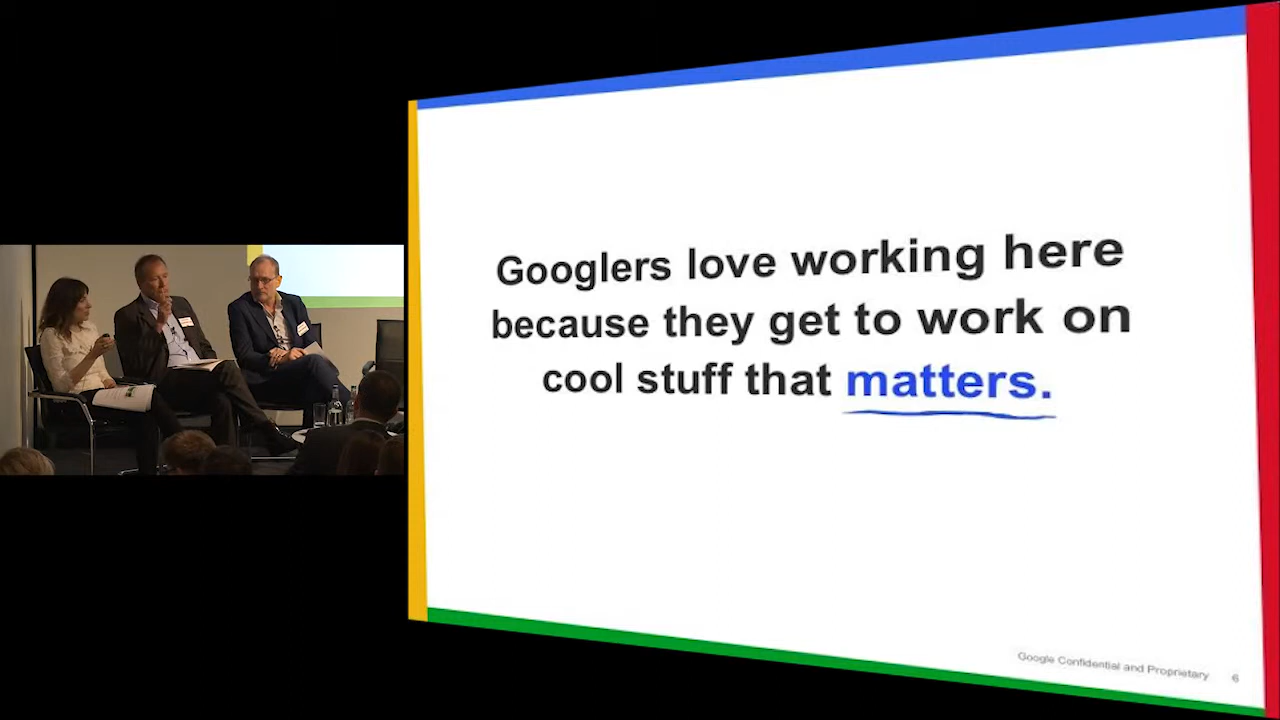 Googlers love working here
because they get to work on
cool stuff that matters.
Google Confidential and Proprietary 6